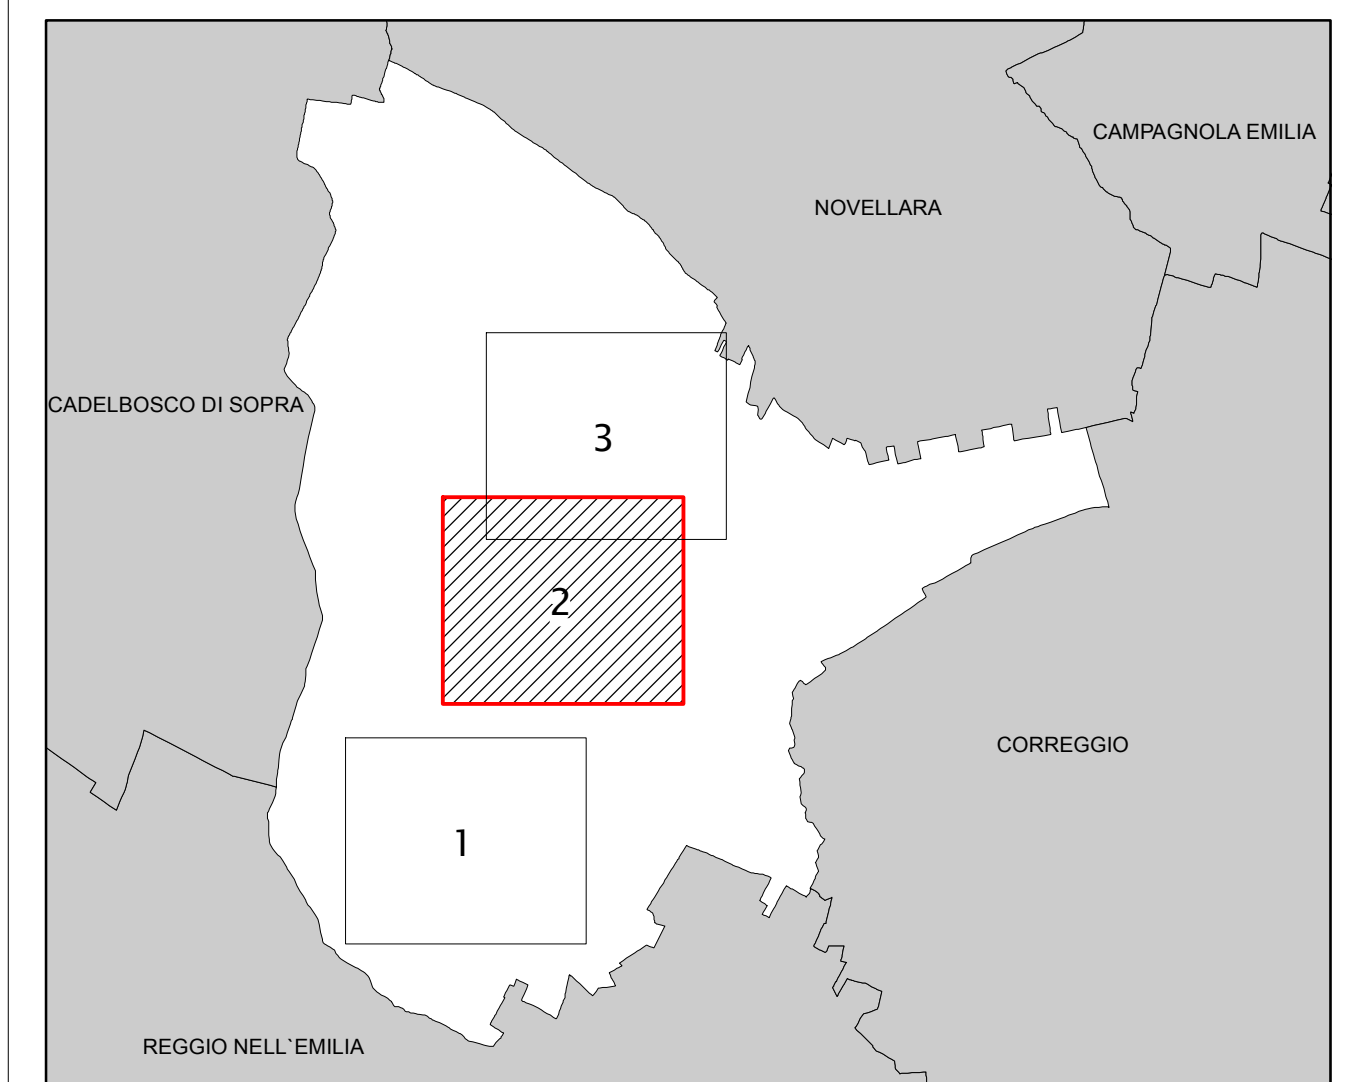 CAMPAGNOLA EMILIA
NOVELLARA
CADELBOSCO DI SOPRA
3
2
CORREGGIO
1
REGGIO NELL`EMILIA